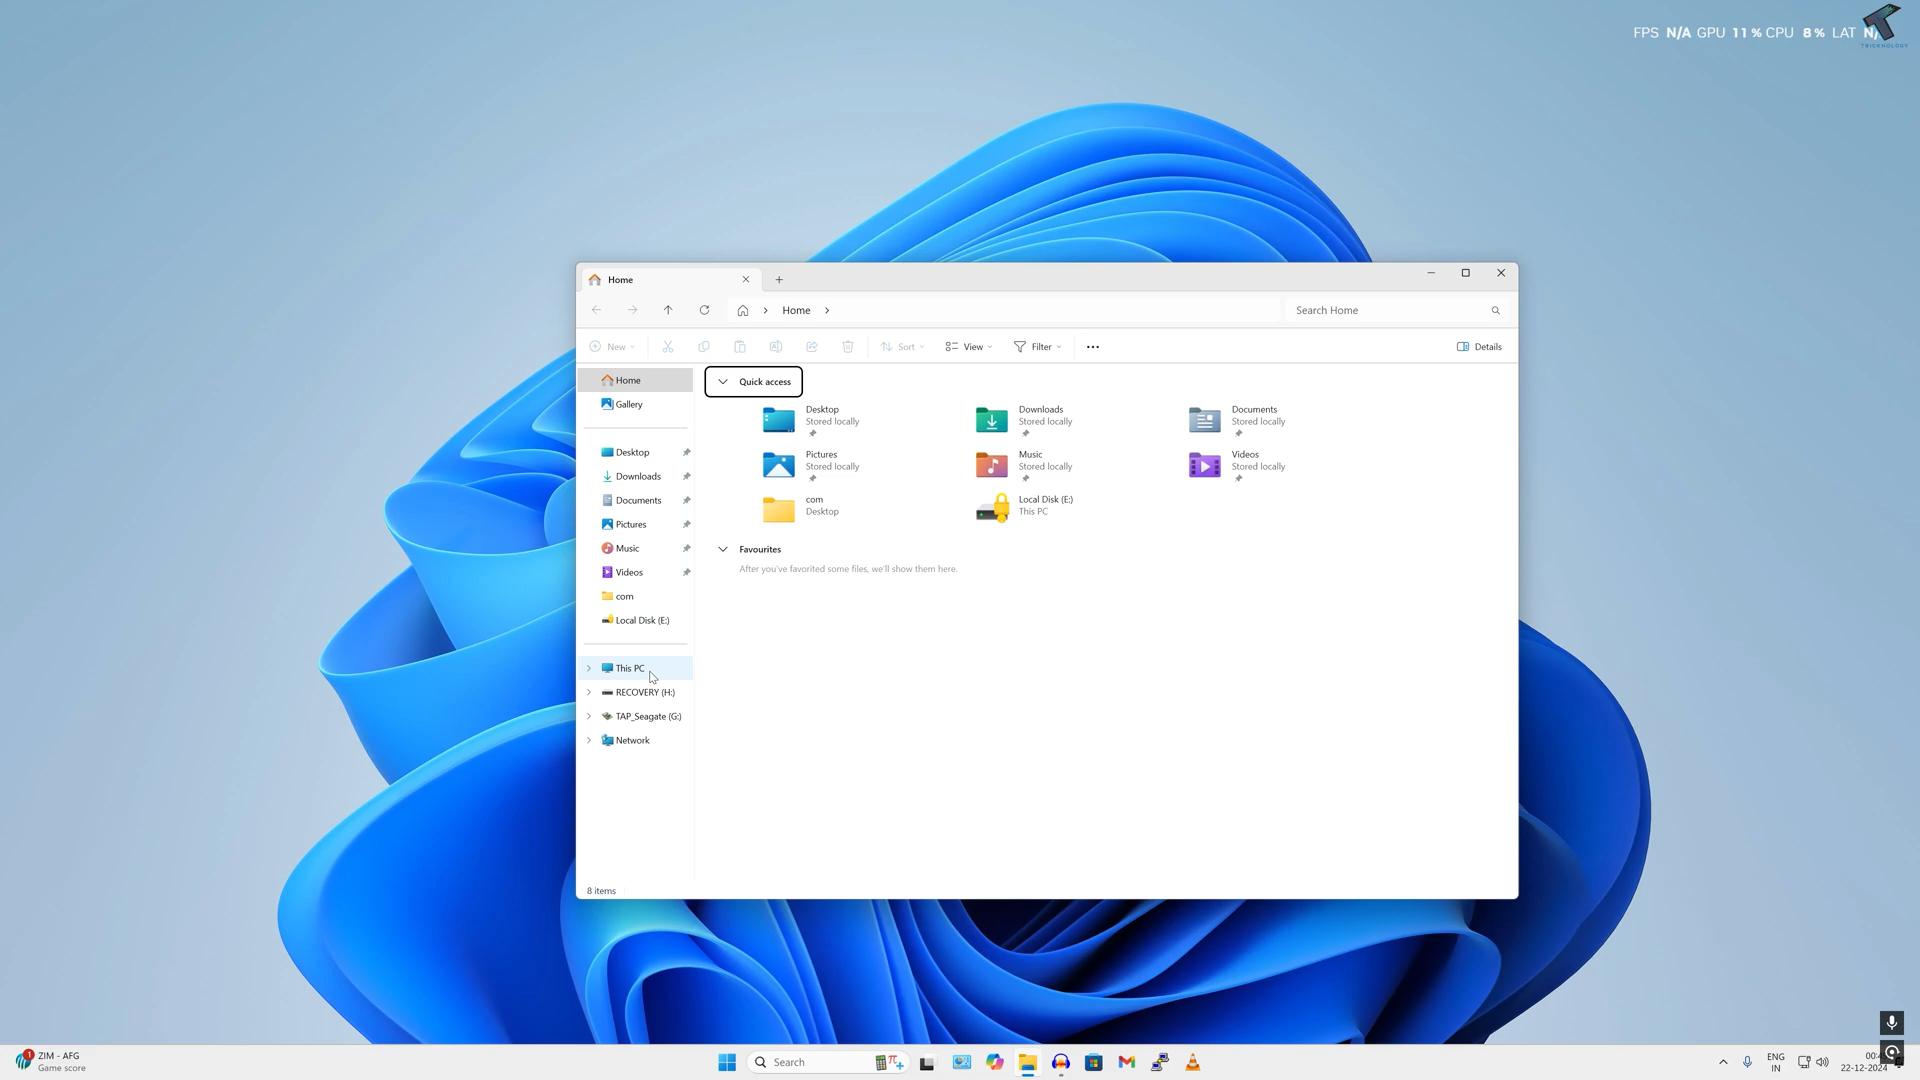 FPS N/A GPU 11 % CPU 8 % LAT
TRICKNOLOGY
Home
Home
Search Home
New
Sort
View
Filter
Details
Home
Gallery
Desktop
Downloads
Documents
Pictures
Music
Videos
com
Local Disk (E:)
This PC
RECOVERY (H:)
TAP_Seagate (G:)
Network
Quick access
Desktop
Stored locally
Downloads
Stored locally
Documents
Stored locally
Pictures
Stored locally
Music
Stored locally
Videos
Stored locally
com
Desktop
Local Disk (E:)
This PC
Favourites
After you've favorited some files, we'll show them here.
8 items
1
ZIM - AFG
Game score
Search
ENG
IN
22-12-2024